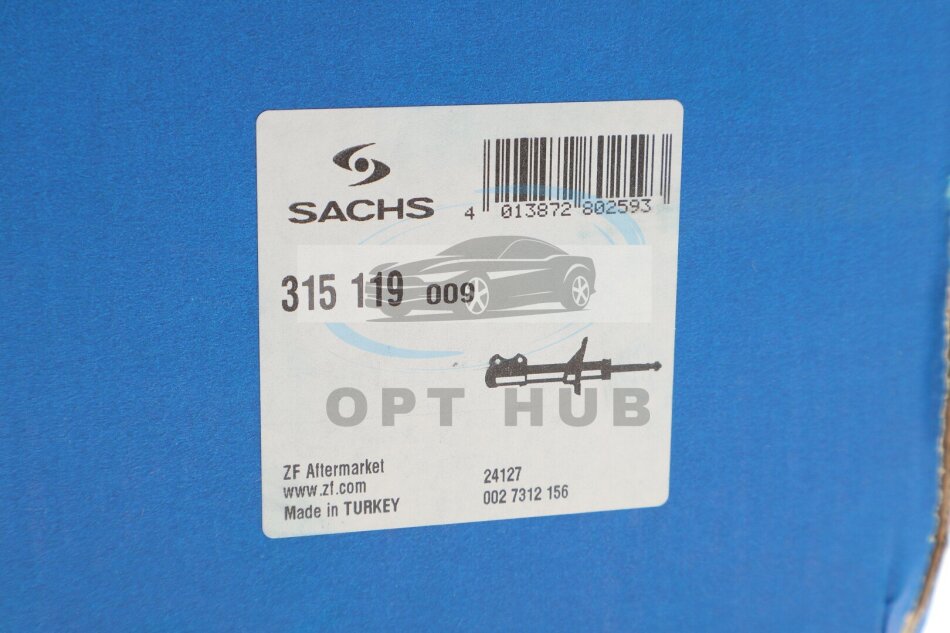 SACHS
4 013872 802593
315 119 009
OPT HUB
ZF Aftermarket
www.zf.com
Made in TURKEY
24127
002 7312 156